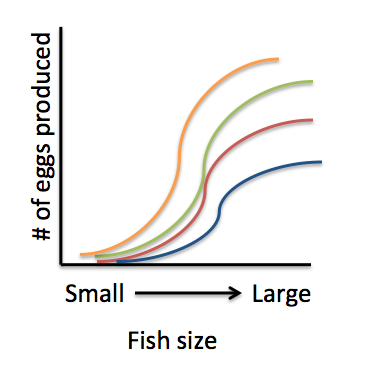 # of eggs produced
Small Large
Fish size